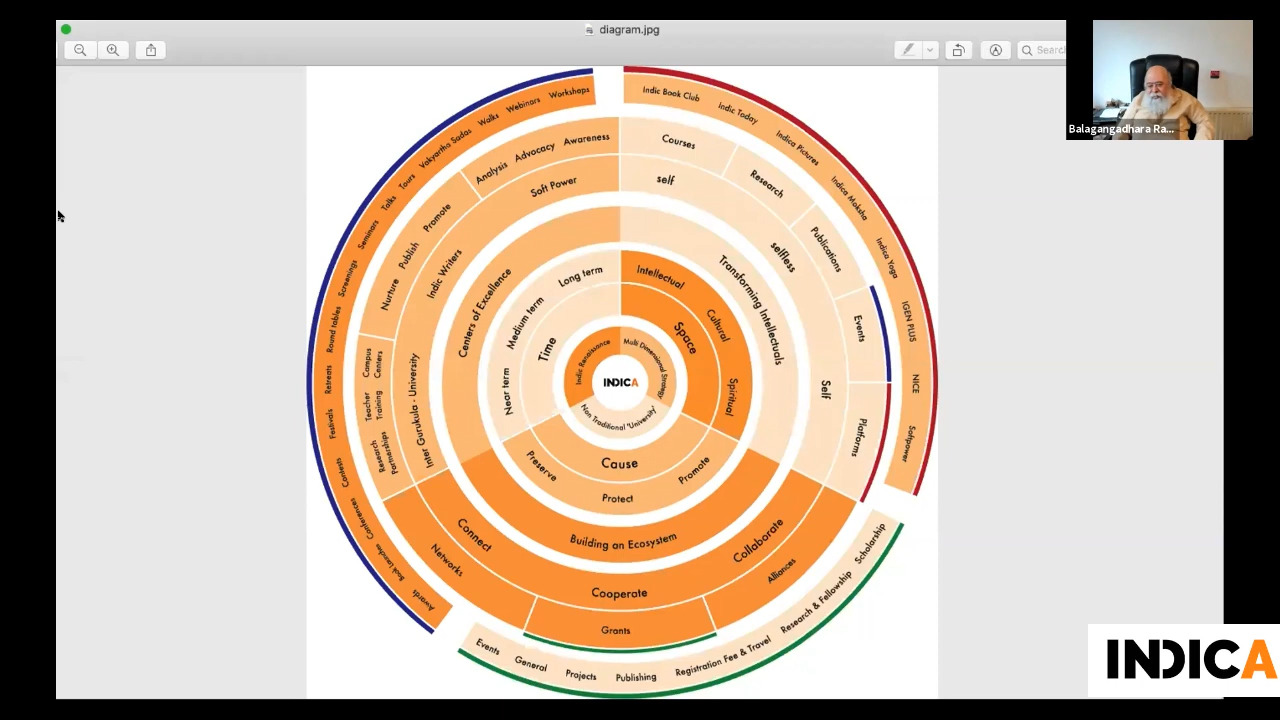 diagram.jpg
Search
Balagangadhara Ra...
Indic Book Club
Indic Today
Indica Pictures
Indica Moksha
Indica Yoga
IGEN PLUS
NICE
Softpower
Workshops
Webinars
Walks
Vakyartha Sadas
Tours
Talks
Seminars
Screenings
Round tables
Retreats
Festivals
Contests
Conferences
Book Launches
Awards
Analysis
Advocacy
Awareness
Courses
Research
Publications
Events
Platforms
Promote
Publish
Nurture
Campus
Centers
Teacher
Training
Research
Partnerships
Soft Power
Indic Writers
Inter Gurukula - University
self
selfless
Self
Centers of Excellence
Transforming Intellectuals
Building an Ecosystem
Long term
Medium term
Near term
Time
Intellectual
Cultural
Spiritual
Space
Indic Renaissance
Multi Dimensional Strategy
Non Traditional 'University'
INDICA
Cause
Preserve
Protect
Promote
Connect
Cooperate
Collaborate
Networks
Grants
Alliances
Events
General
Projects
Publishing
Registration Fee & Travel
Research & Fellowship
Scholarship
INDICA